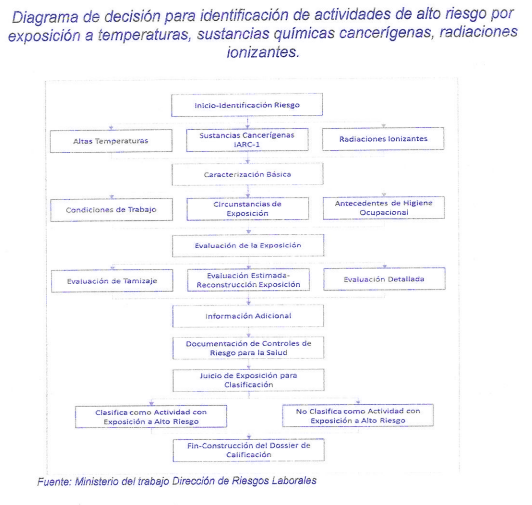 Diagrama de decisión para identificación de actividades de alto riesgo por
exposición a temperaturas, sustancias químicas cancerígenas, radiaciones
ionizantes.
Inicio-Identificación Riesgo
Altas Temperaturas
Sustancias Cancerígenas
IARC-1
Radiaciones Ionizantes
Caracterización Básica
Condiciones de Trabajo
Circunstancias de
Exposición
Antecedentes de Higiene
Ocupacional
Evaluación de la Exposición
Evaluación de Tamizaje
Evaluación Estimada-
Reconstrucción Exposición
Evaluación Detallada
Información Adicional
Documentación de Controles de
Riesgo para la Salud
Juicio de Exposición para
Clasificación
Clasifica como Actividad con
Exposición a Alto Riesgo
No Clasifica como Actividad con
Exposición a Alto Riesgo
Fin-Construcción del Dossier de
Calificación
Fuente: Ministerio del trabajo Dirección de Riesgos Laborales